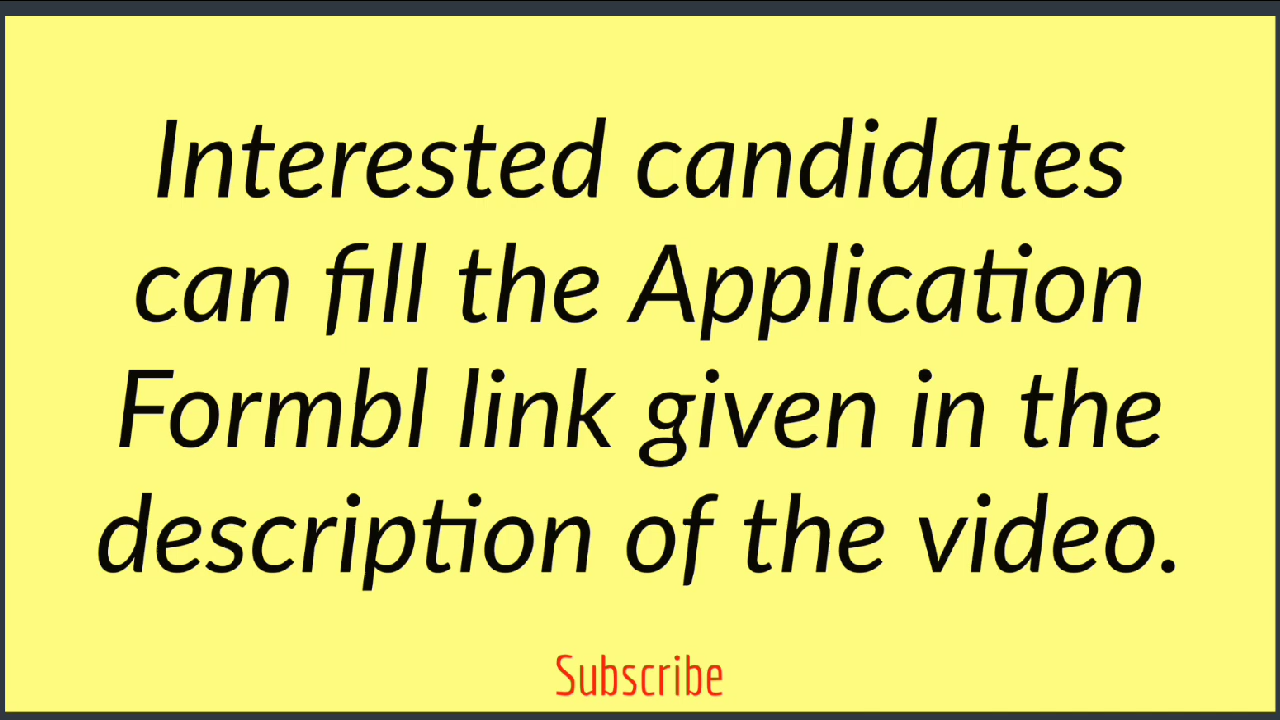 Interested candidates
can fill the Application
Formbl link given in the
description of the video.
Subscribe